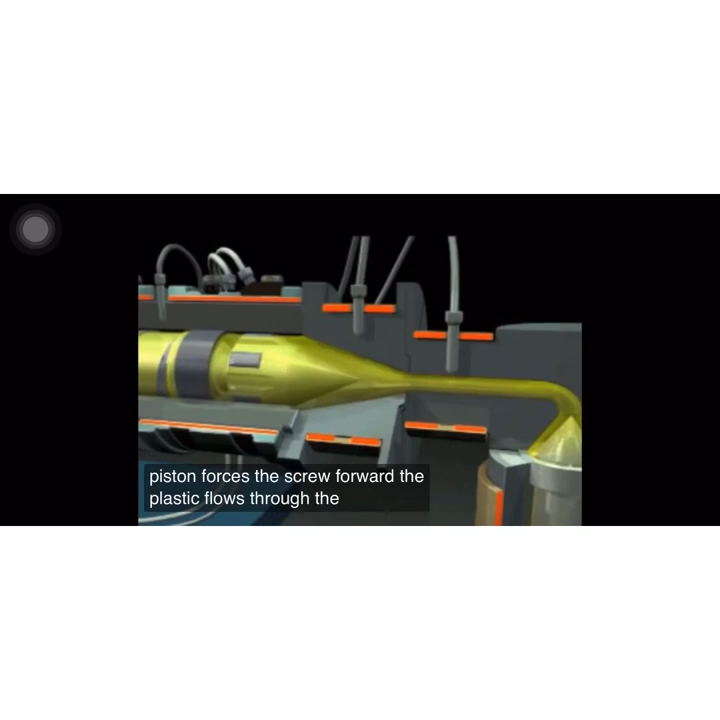 piston forces the screw forward the
plastic flows through the